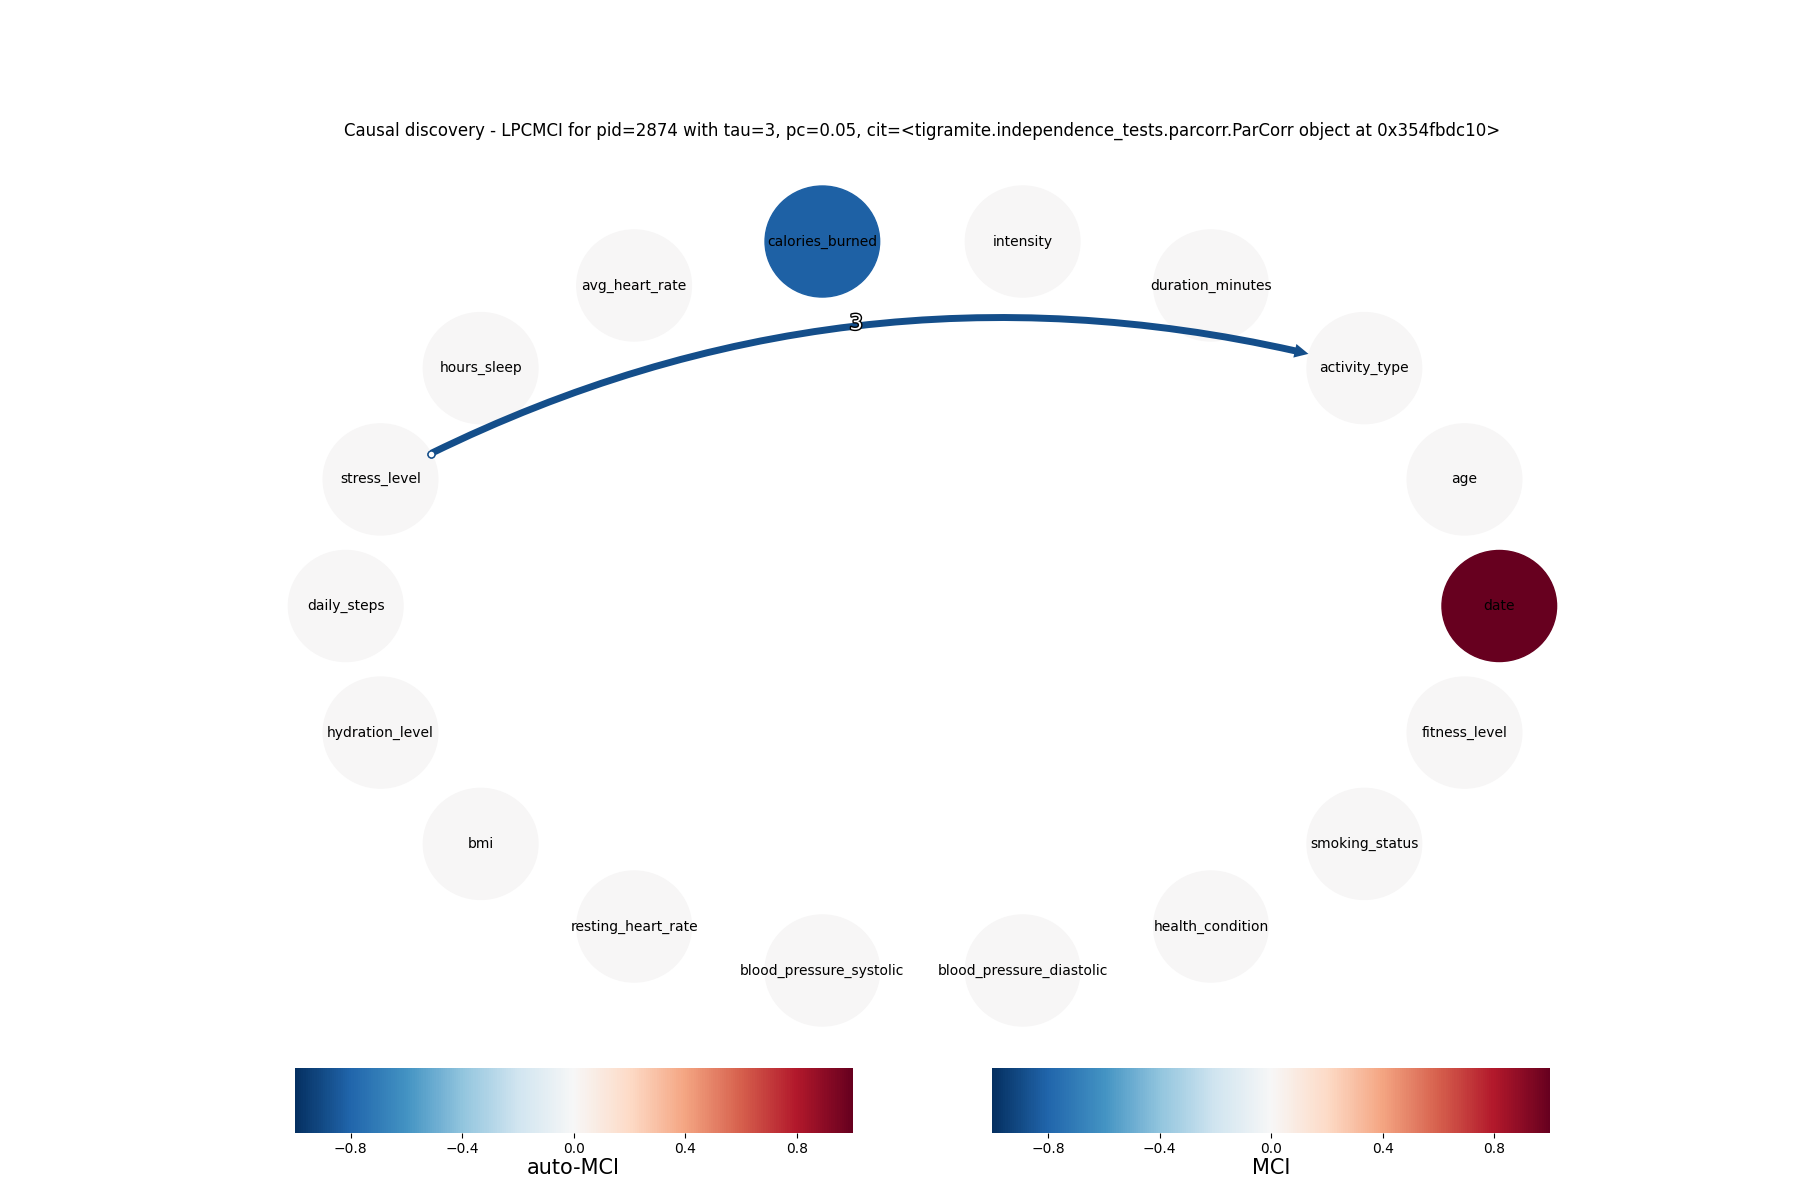 Causal discovery - LPCMCI for pid=2874 with tau=3, pc=0.05, cit=<tigramite.independence_tests.parcorr.ParCorr object at 0x354fbdc10>
calories_burned
intensity
avg_heart_rate
duration_minutes
3
hours_sleep
activity_type
stress_level
age
daily_steps
date
hydration_level
fitness_level
bmi
smoking_status
resting_heart_rate
health_condition
blood_pressure_systolic
blood_pressure_diastolic
−0.8 −0.4 0.0 0.4 0.8
auto-MCI
−0.8 −0.4 0.0 0.4 0.8
MCI